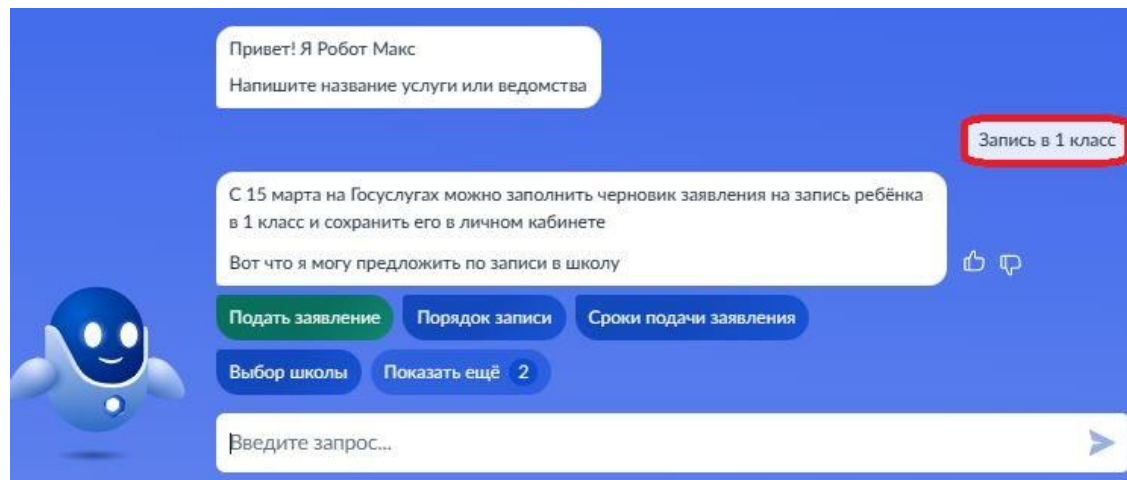 Привет! Я Робот Макс
Напишите название услуги или ведомства
Запись в 1 класс
С 15 марта на Госуслугах можно заполнить черновик заявления на запись ребёнка
в 1 класс и сохранить его в личном кабинете
Вот что я могу предложить по записи в школу
Подать заявление Порядок записи Сроки подачи заявления
Выбор школы Показать ещё 2
Введите запрос...